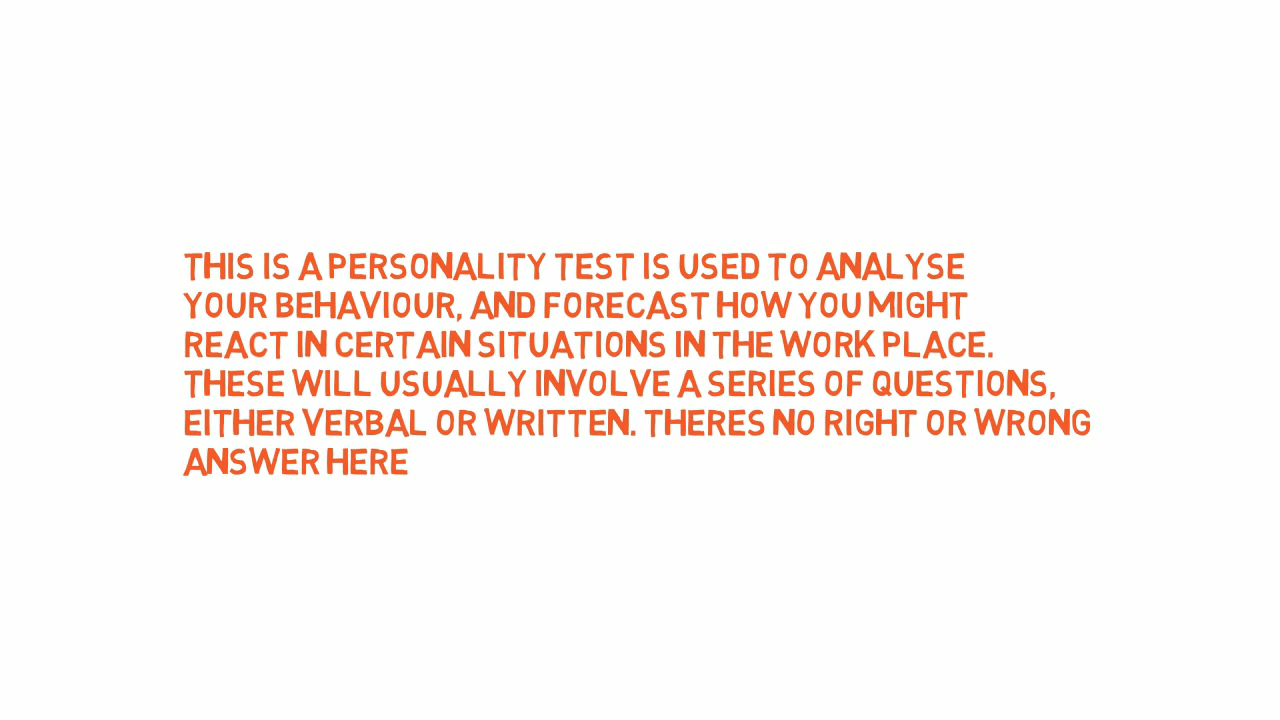 THIS IS A PERSONALITY TEST IS USED TO ANALYSE
YOUR BEHAVIOUR, AND FORECAST HOW YOU MIGHT
REACT IN CERTAIN SITUATIONS IN THE WORK PLACE.
THESE WILL USUALLY INVOLVE A SERIES OF QUESTIONS,
EITHER VERBAL OR WRITTEN. THERES NO RIGHT OR WRONG
ANSWER HERE